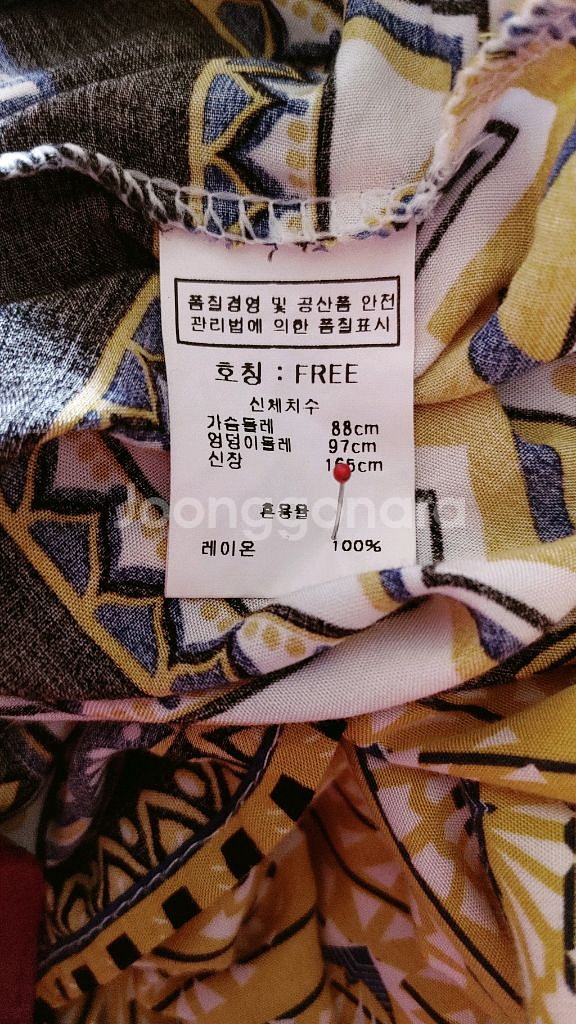 품질경영 및 공산품 안전
관리법에 의한 품질표시
호칭 : FREE
신체치수
가슴둘레 88cm
엉덩이둘레 97cm
신장 165cm
혼용율
레이온 100%
Joonggonara